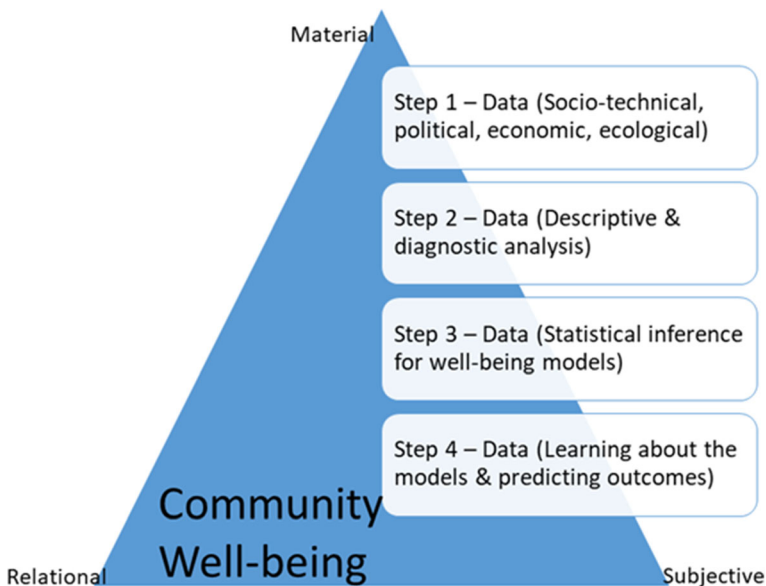 Material
Step 1 – Data (Socio-technical,
political, economic, ecological)
Step 2 – Data (Descriptive &
diagnostic analysis)
Step 3 – Data (Statistical inference
for well-being models)
Step 4 – Data (Learning about the
models & predicting outcomes)
Community
Well-being
Relational
Subjective